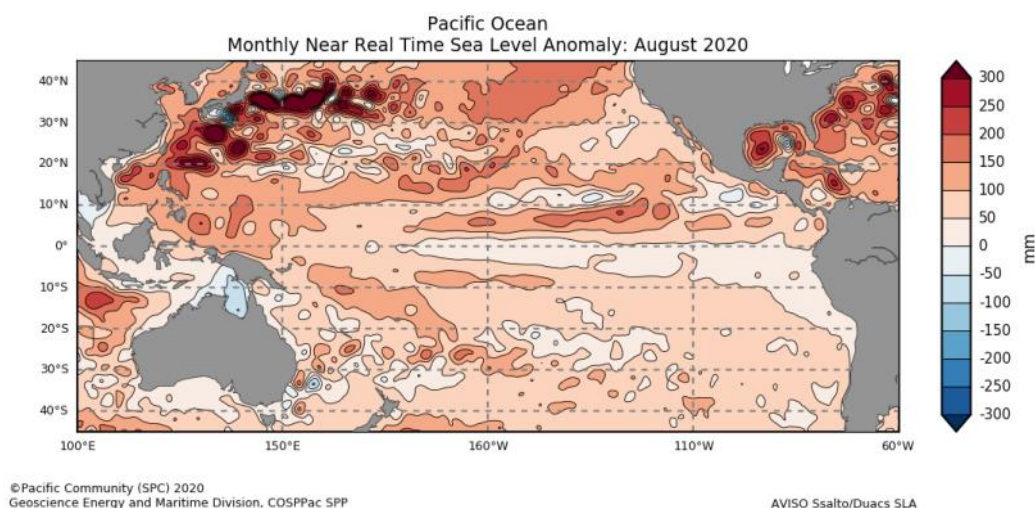 Pacific Ocean
Monthly Near Real Time Sea Level Anomaly: August 2020
40°N
30°N
20°N
10°N
0°
10°S
20°S
30°S
40°S
100°E
150°E
160°W
110°W
60°W
300
250
200
150
100
50
0
-50
-100
-150
-200
-250
-300
mm
©Pacific Community (SPC) 2020
Geoscience Energy and Maritime Division, COSPPac SPP
AVISO Ssalto/Duacs SLA